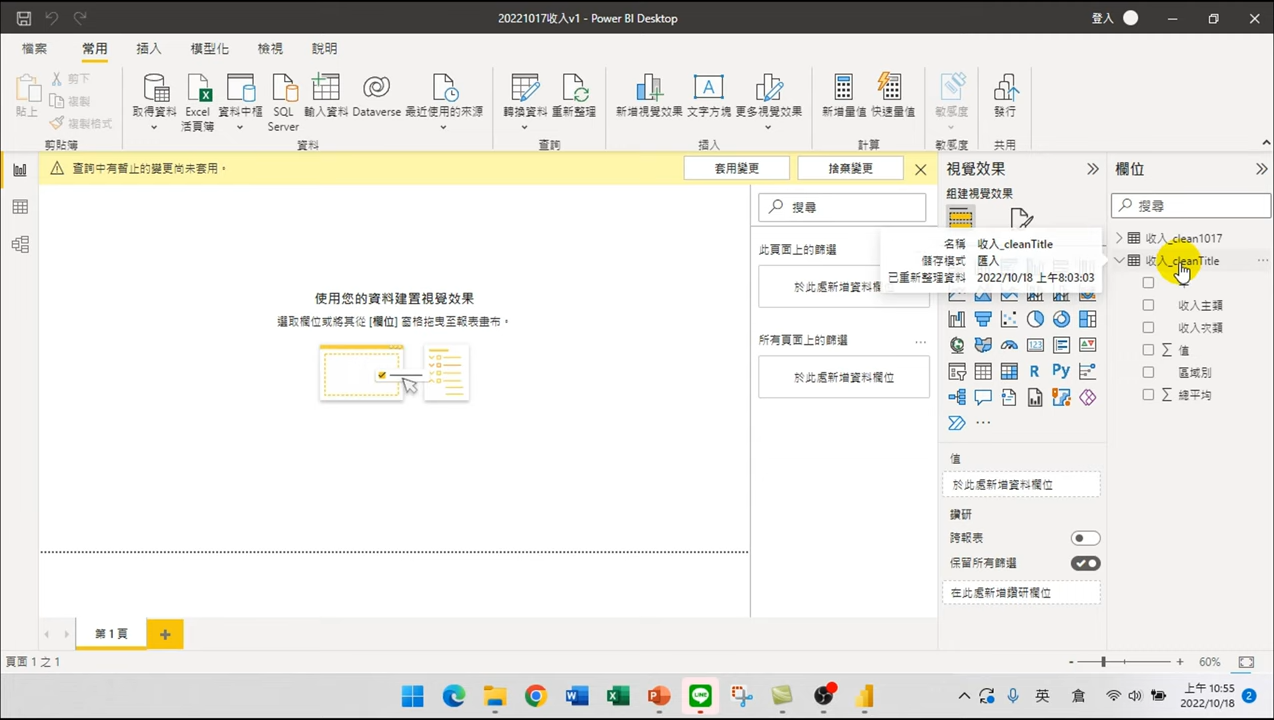 20221017收入v1 - Power BI Desktop
登入
檔案 常用 插入 模型化 檢視 說明
貼上
剪下
複製
複製格式
剪貼簿
取得資料
Excel 活頁簿
資料中樞
SQL Server
輸入資料
Dataverse
最近使用的來源
資料
轉換資料
重新整理
查詢
新增視覺效果
文字方塊
更多視覺效果
插入
新增量值
快速量值
計算
敏感度
敏感度
發行
共用
查詢中有暫止的變更尚未套用。
套用變更
捨棄變更
使用您的資料建置視覺效果
選取欄位或將其從 [欄位] 窗格拖曳至報表畫布。
搜尋
此頁面上的篩選
於此處新增資料欄
所有頁面上的篩選
於此處新增資料欄位
視覺效果
組建視覺效果
名稱 收入_cleanTitle
儲存模式 匯入
已重新整理資料 2022/10/18 上午8:03:03
R Py
值
於此處新增資料欄位
鑽研
跨報表
保留所有篩選
在此處新增鑽研欄位
欄位
搜尋
收入_clean1017
收入_cleanTitle
收入主類
收入次類
值
區域別
總平均
第 1 頁
頁面 1 之 1
60%
英
上午 10:55
2022/10/18
2